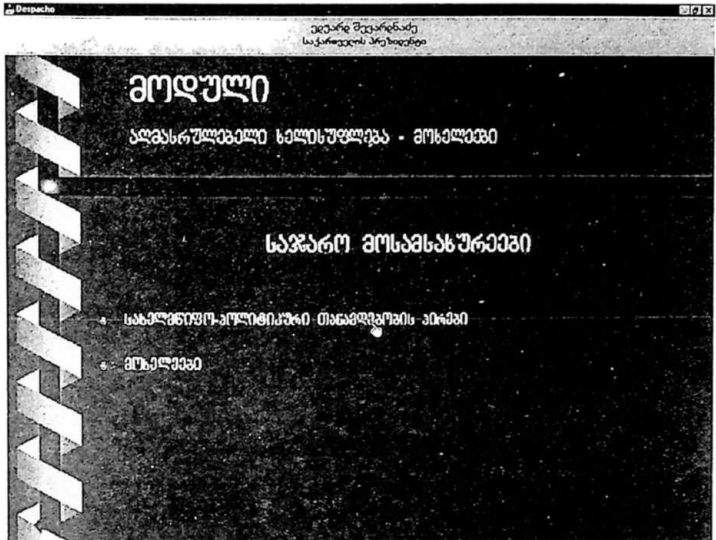 Despacho
ედუარდ შევარდნაძე
საქართველოს პრეზიდენტი
მოდული
აღმასრულებელი ხელისუფლება - მოხელეები
საჯარო მოსამსახურეები
სახელმწიფო-პოლიტიკური თანამდებობის პირები
მოხელეები